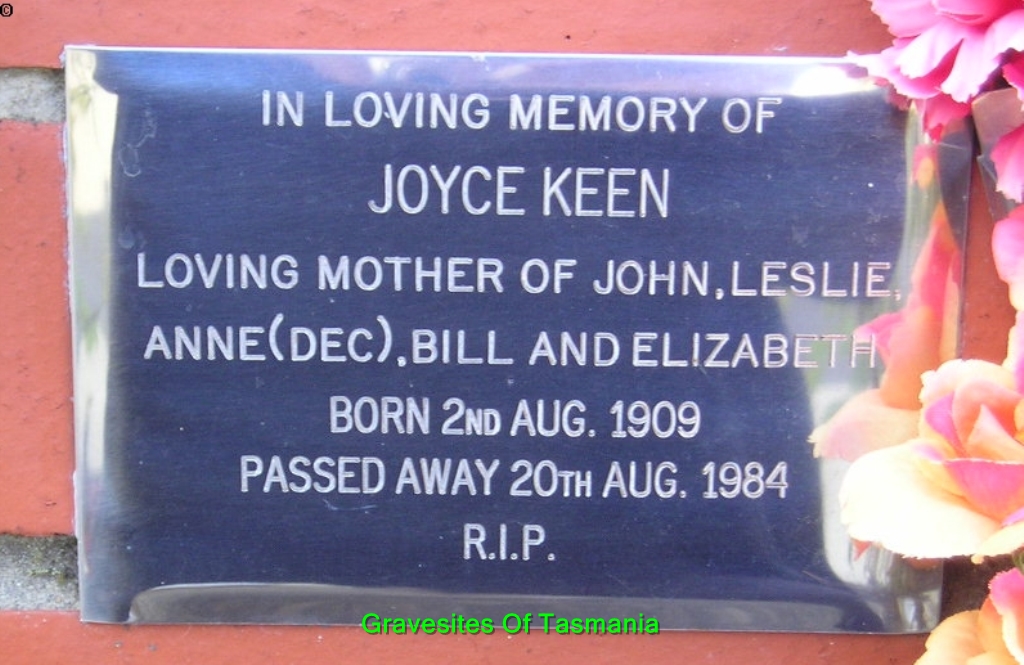 ©
IN LOVING MEMORY OF
JOYCE KEEN
LOVING MOTHER OF JOHN, LESLIE,
ANNE (DEC), BILL AND ELIZABETH
BORN 2ND AUG. 1909
PASSED AWAY 20TH AUG. 1984
R.I.P.
Gravesites Of Tasmania